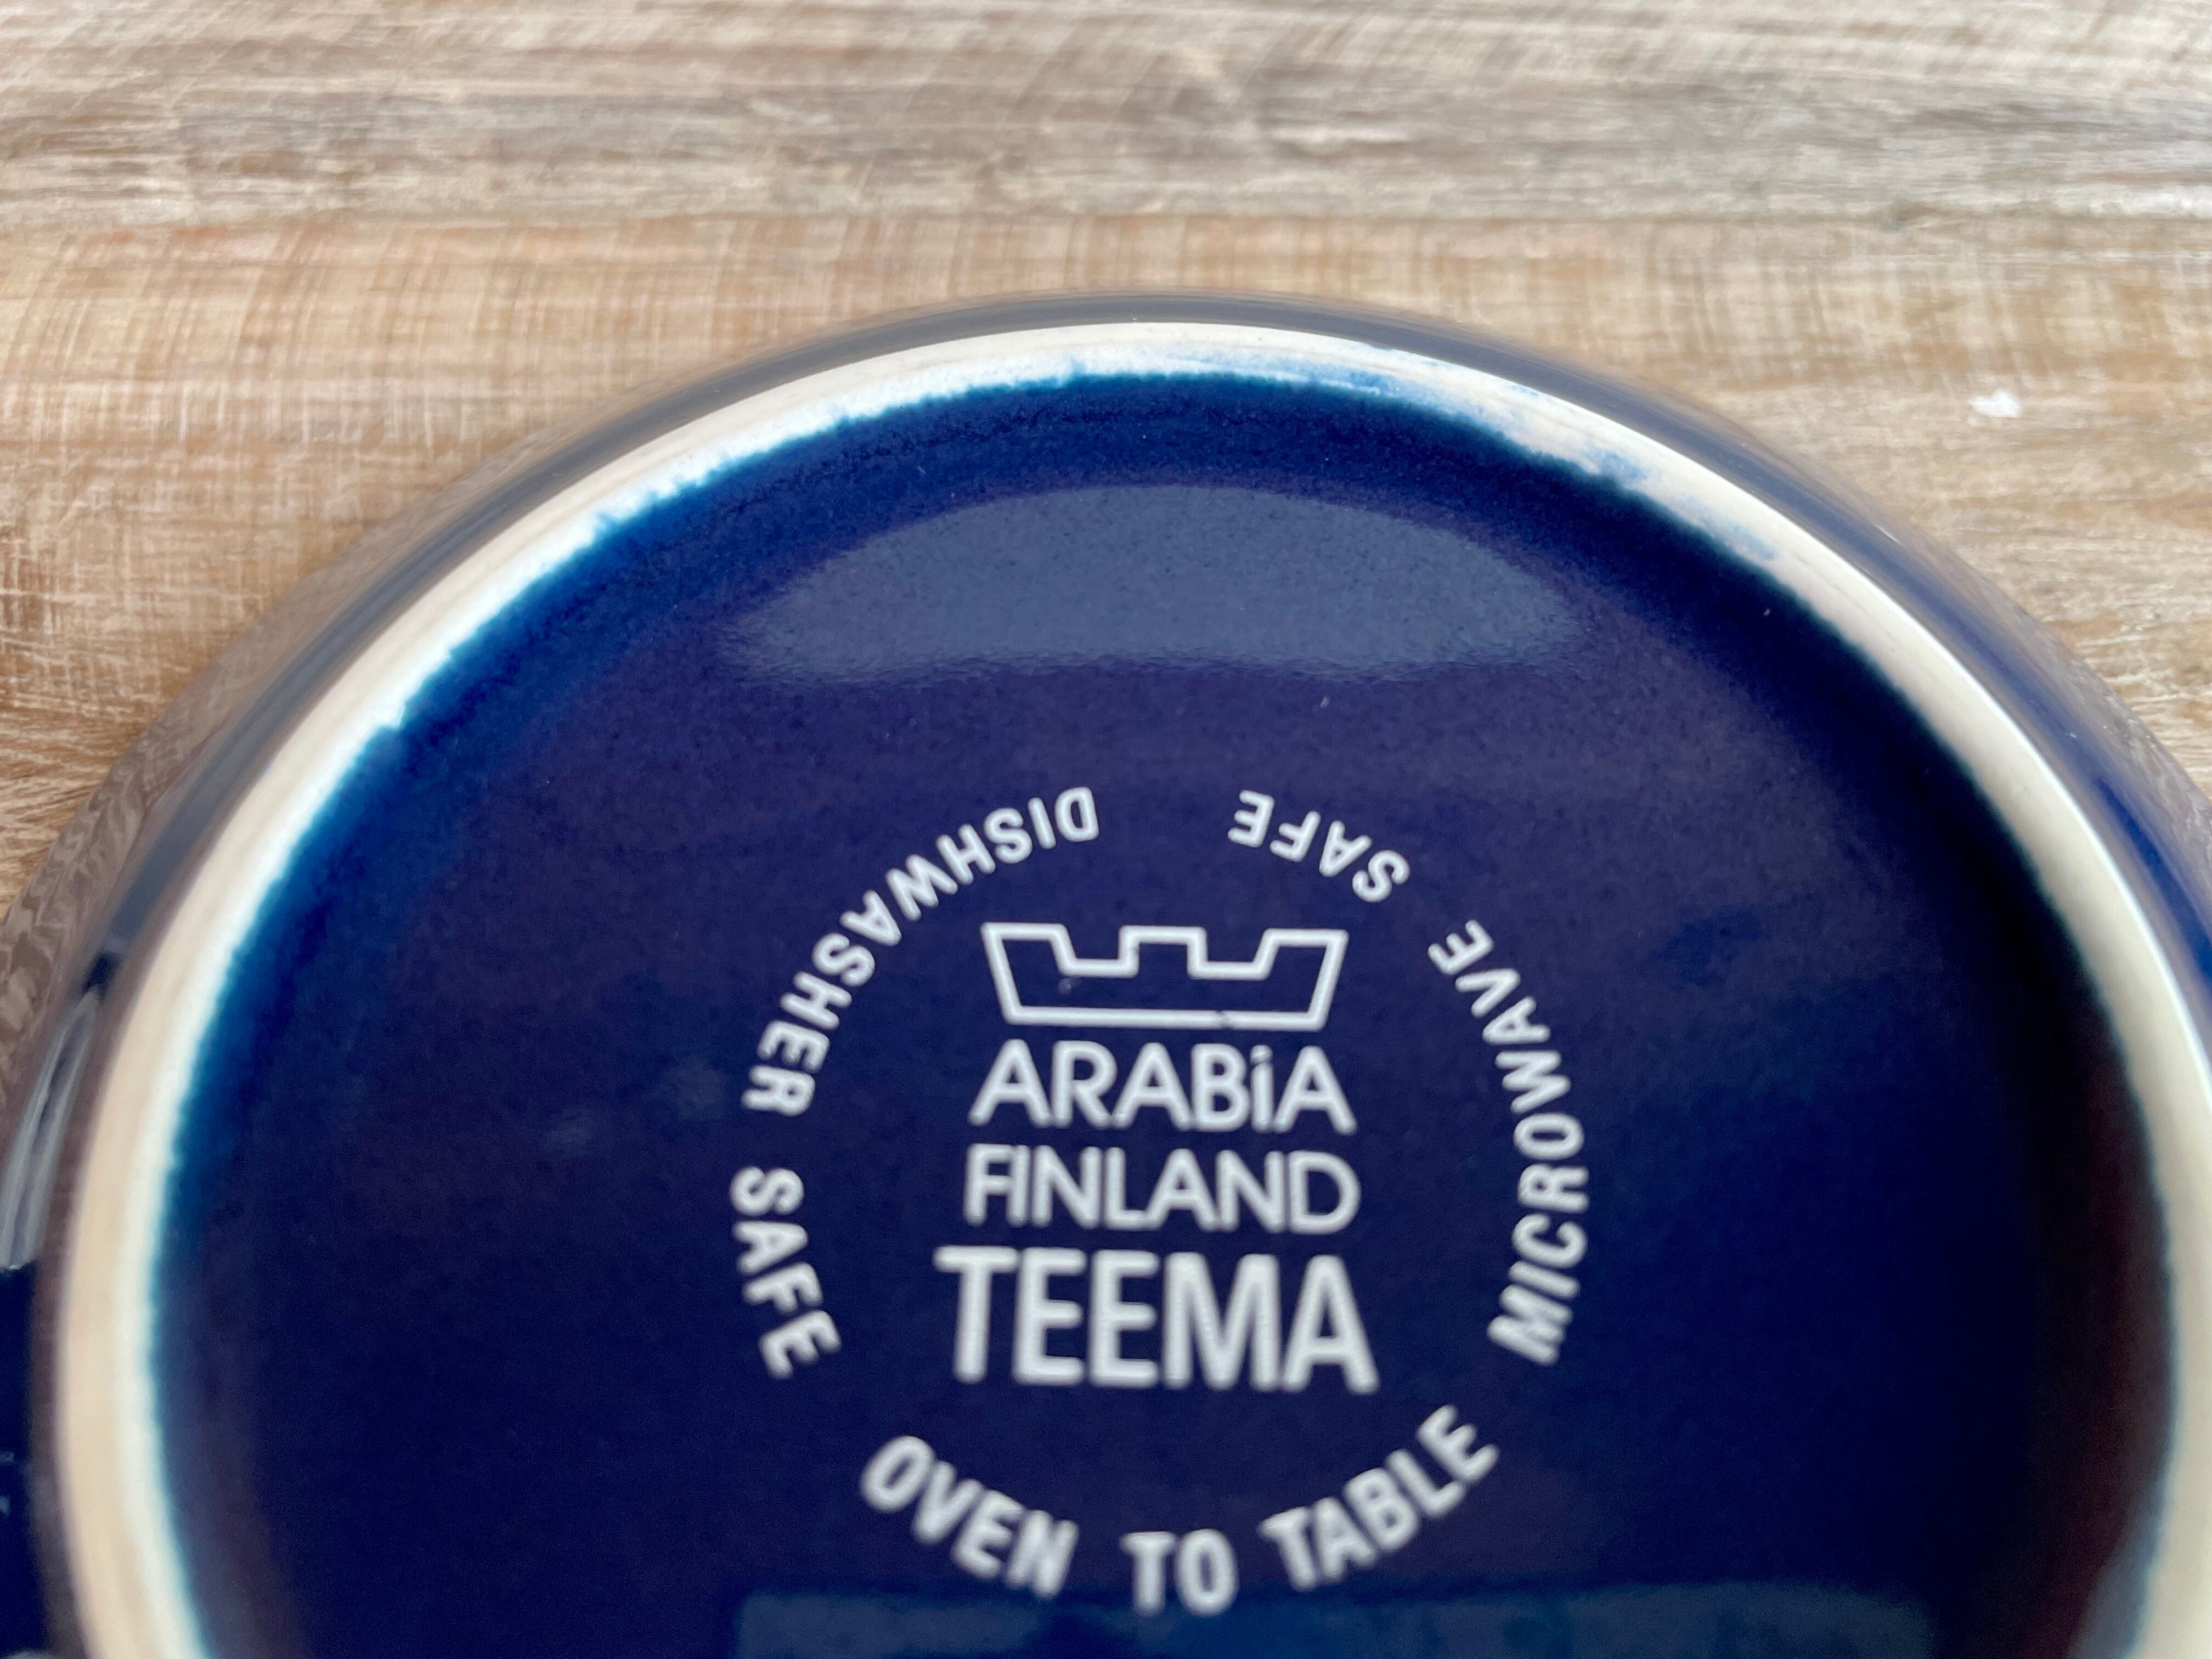 ARABiA
FINLAND
TEEMA
OVEN TO TABLE
MICROWAVE SAFE
DISHWASHER SAFE